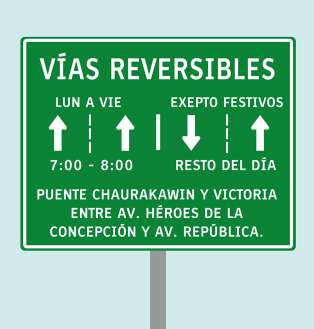 VÍAS REVERSIBLES
LUN A VIE EXEPTO FESTIVOS
7:00 - 8:00 RESTO DEL DÍA
PUENTE CHAURAKAWIN Y VICTORIA
ENTRE AV. HÉROES DE LA
CONCEPCIÓN Y AV. REPÚBLICA.